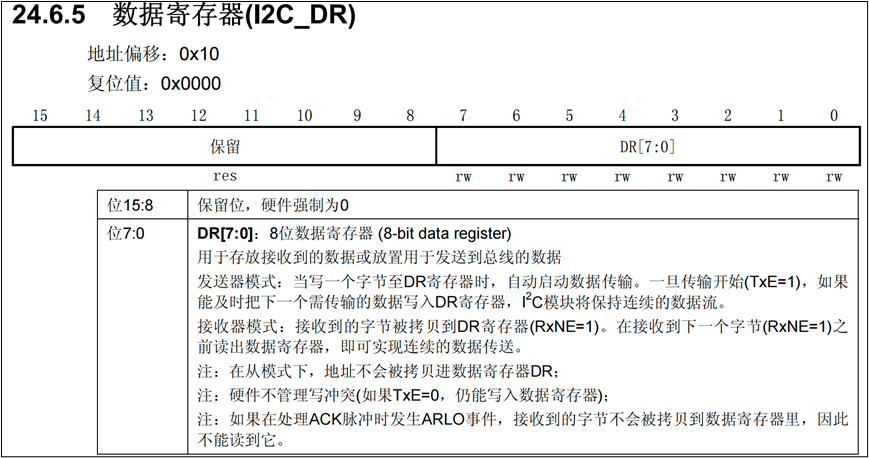 24.6.5 数据寄存器(I2C_DR)
地址偏移：0x10
复位值：0x0000
15 14 13 12 11 10 9 8 7 6 5 4 3 2 1 0
保留 DR[7:0]
res rw rw rw rw rw rw rw rw
位15:8 保留位，硬件强制为0
位7:0 DR[7:0]：8位数据寄存器 (8-bit data register)
用于存放接收到的数据或放置用于发送到总线的数据
发送器模式：当写一个字节至DR寄存器时，自动启动数据传输。一旦传输开始(TxE=1)，如果
能及时把下一个需传输的数据写入DR寄存器，I2C模块将保持连续的数据流。
接收器模式：接收到的字节被拷贝到DR寄存器(RxNE=1)。在接收到下一个字节(RxNE=1)之
前读出数据寄存器，即可实现连续的数据传送。
注：在从模式下，地址不会被拷贝进数据寄存器DR；
注：硬件不管理写冲突(如果TxE=0，仍能写入数据寄存器)；
注：如果在处理ACK脉冲时发生ARLO事件，接收到的字节不会被拷贝到数据寄存器里，因此
不能读到它。